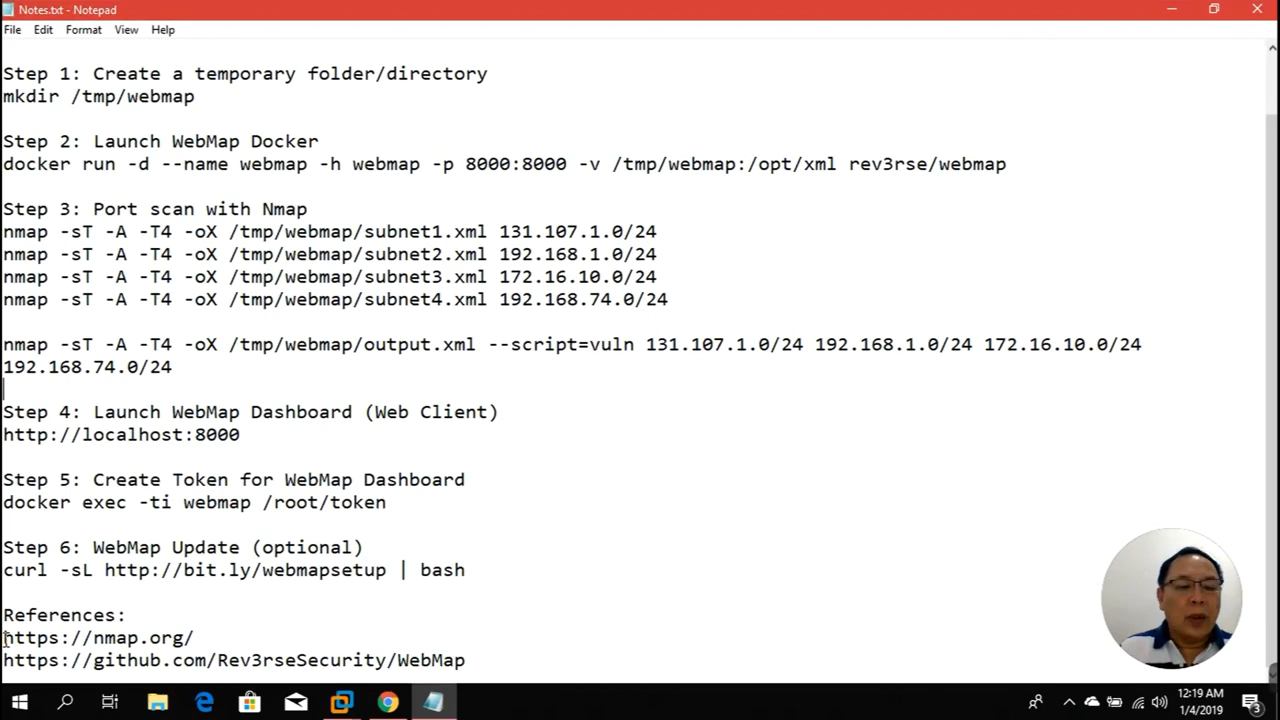 Notes.txt - Notepad
File Edit Format View Help
Step 1: Create a temporary folder/directory
mkdir /tmp/webmap
Step 2: Launch WebMap Docker
docker run -d --name webmap -h webmap -p 8000:8000 -v /tmp/webmap:/opt/xml rev3rse/webmap
Step 3: Port scan with Nmap
nmap -sT -A -T4 -oX /tmp/webmap/subnet1.xml 131.107.1.0/24
nmap -sT -A -T4 -oX /tmp/webmap/subnet2.xml 192.168.1.0/24
nmap -sT -A -T4 -oX /tmp/webmap/subnet3.xml 172.16.10.0/24
nmap -sT -A -T4 -oX /tmp/webmap/subnet4.xml 192.168.74.0/24
nmap -sT -A -T4 -oX /tmp/webmap/output.xml --script=vuln 131.107.1.0/24 192.168.1.0/24 172.16.10.0/24
192.168.74.0/24
Step 4: Launch WebMap Dashboard (Web Client)
http://localhost:8000
Step 5: Create Token for WebMap Dashboard
docker exec -ti webmap /root/token
Step 6: WebMap Update (optional)
curl -sL http://bit.ly/webmapsetup | bash
References:
https://nmap.org/
https://github.com/Rev3rseSecurity/WebMap
12:19 AM
1/4/2019
3